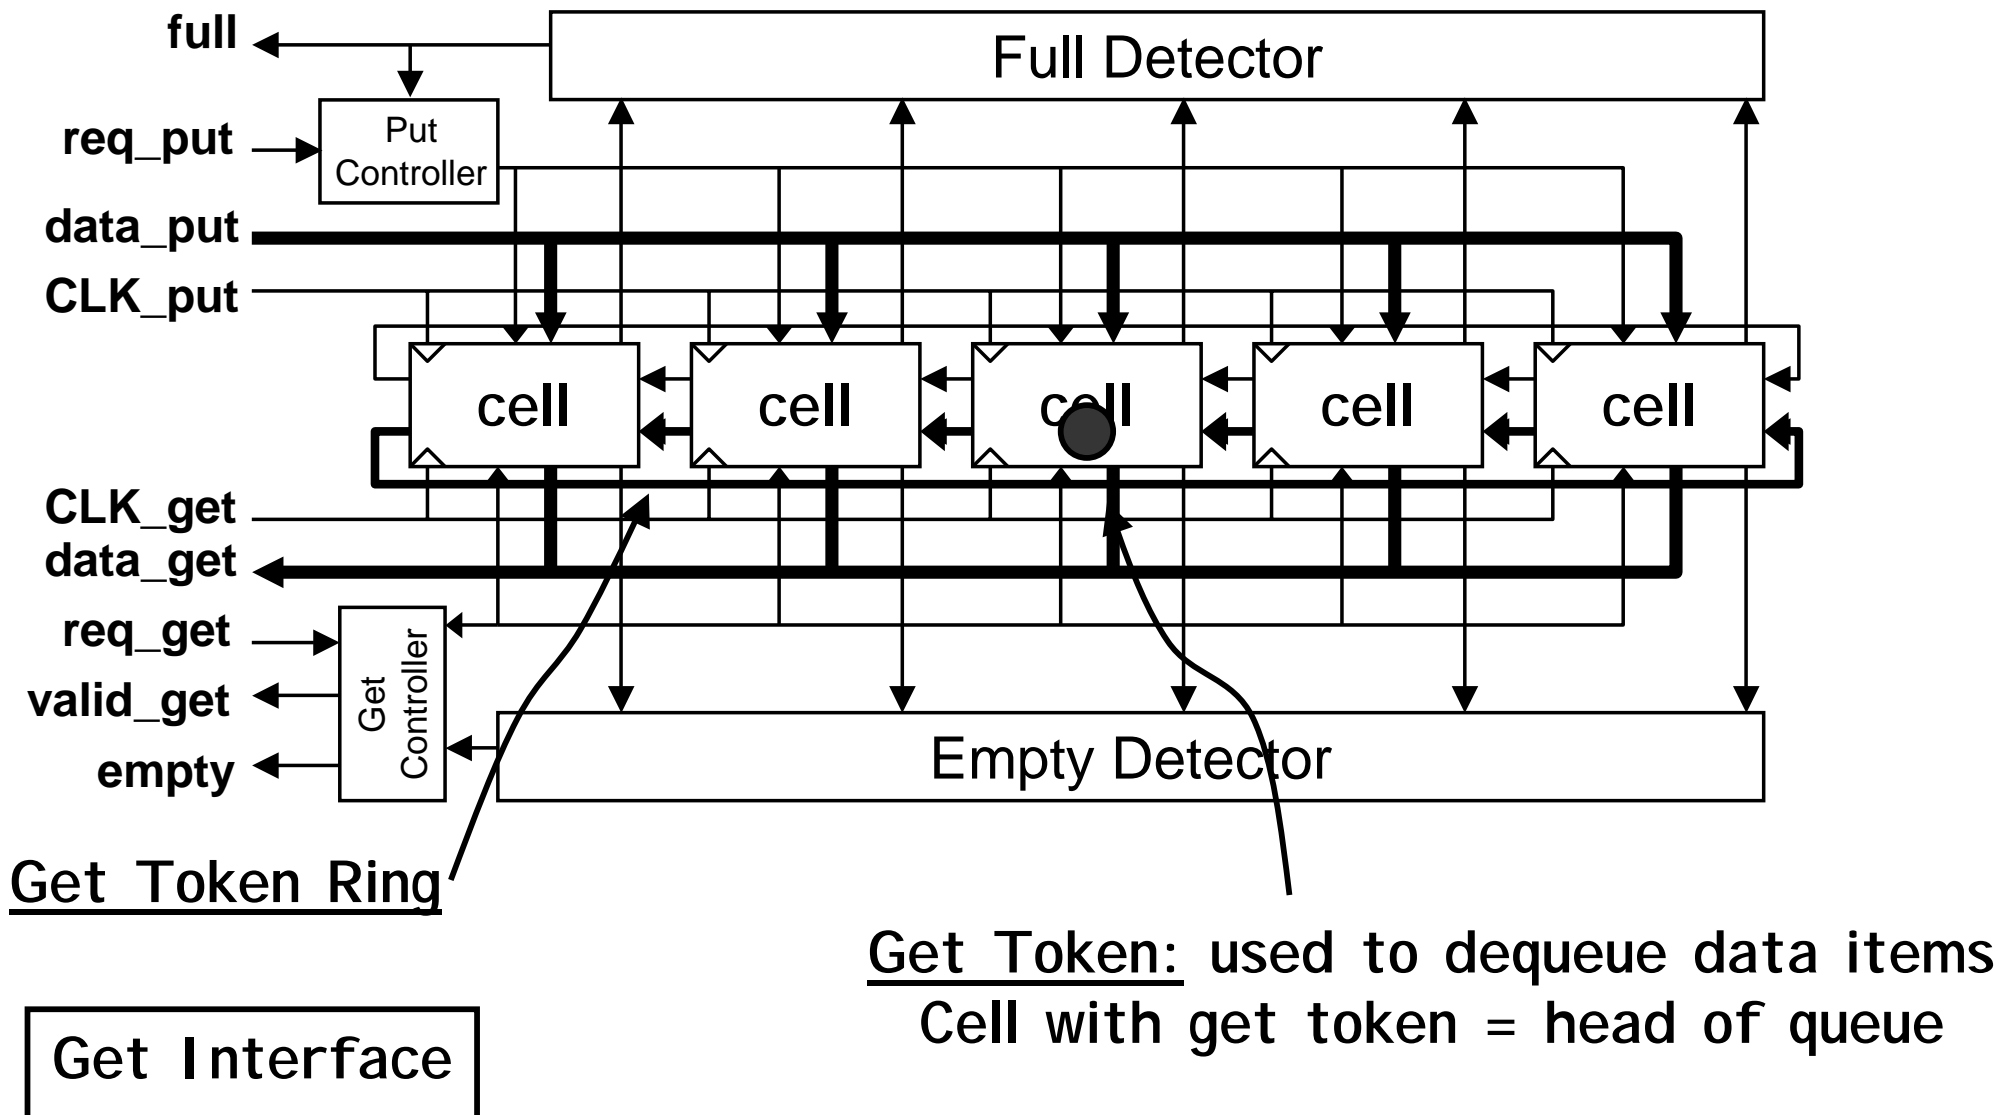 full
Full Detector
req_put
Put
Controller
data_put
CLK_put
cell cell cell cell cell
CLK_get
data_get
req_get
valid_get
empty
Get
Controller
Empty Detector
Get Token Ring
Get Token: used to dequeue data items
Cell with get token = head of queue
Get Interface